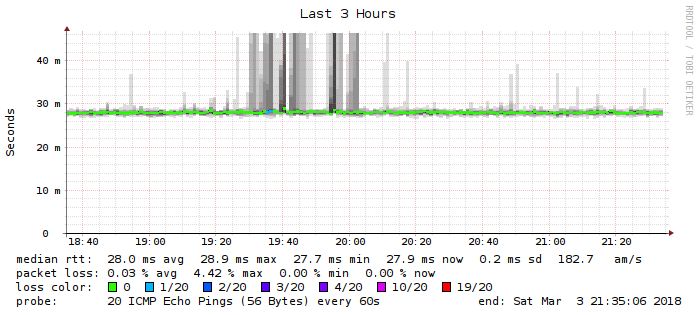 Last 3 Hours
RRDTOOL / TOBI OETIKER
Seconds
40 m
30 m
20 m
10 m
0
18:40 19:00 19:20 19:40 20:00 20:20 20:40 21:00 21:20
median rtt: 28.0 ms avg 28.9 ms max 27.7 ms min 27.9 ms now 0.2 ms sd 182.7 am/s
packet loss: 0.03 % avg 4.42 % max 0.00 % min 0.00 % now
loss color: 0 1/20 2/20 3/20 4/20 10/20 19/20
probe: 20 ICMP Echo Pings (56 Bytes) every 60s end: Sat Mar 3 21:35:06 2018